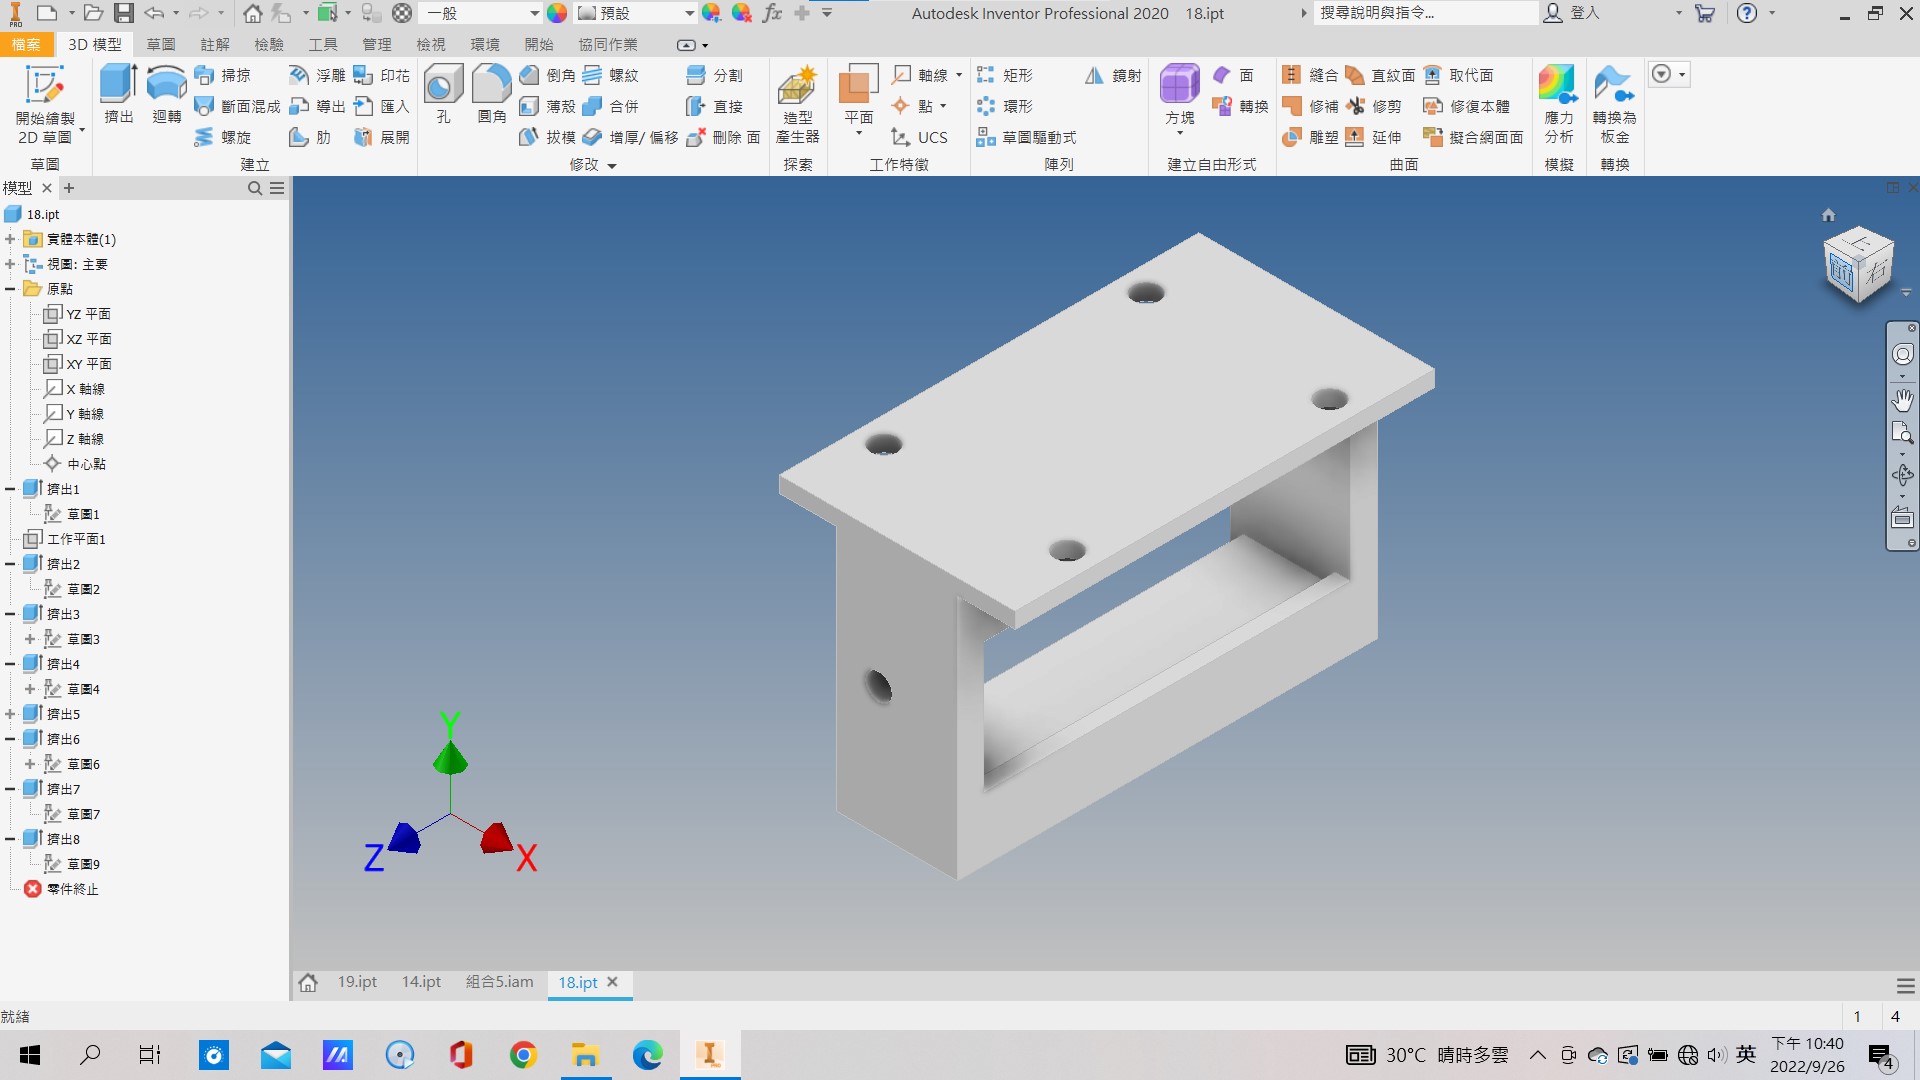 一般 預設 fx Autodesk Inventor Professional 2020 18.ipt 搜尋說明與指令... 登入
檔案 3D 模型 草圖 註解 檢驗 工具 管理 檢視 環境 開始 協同作業
開始繪製 2D 草圖 擠出 迴轉 掃掠 浮雕 印花 孔 圓角 倒角 螺紋 分割 造型產生器 平面 軸線 矩形 鏡射 方塊 面 縫合 直紋面 取代面 應力分析 轉換為板金
斷面混成 導出 匯入 薄殼 合併 直接 點 環形 轉換 修補 修剪 修復本體
螺旋 肋 展開 拔模 增厚/ 偏移 刪除 面 UCS 草圖驅動式 雕塑 延伸 擬合網面面
草圖 建立 修改 探索 工作特徵 陣列 建立自由形式 曲面 模擬 轉換
模型
18.ipt
實體本體(1)
視圖: 主要
原點
YZ 平面
XZ 平面
XY 平面
X 軸線
Y 軸線
Z 軸線
中心點
擠出1
草圖1
工作平面1
擠出2
草圖2
擠出3
草圖3
擠出4
草圖4
擠出5
擠出6
草圖6
擠出7
草圖7
擠出8
草圖9
零件終止
上
前 右
Y
Z X
19.ipt 14.ipt 組合5.iam 18.ipt
就緒 1 4
30°C 晴時多雲 英 下午 10:40
2022/9/26 4